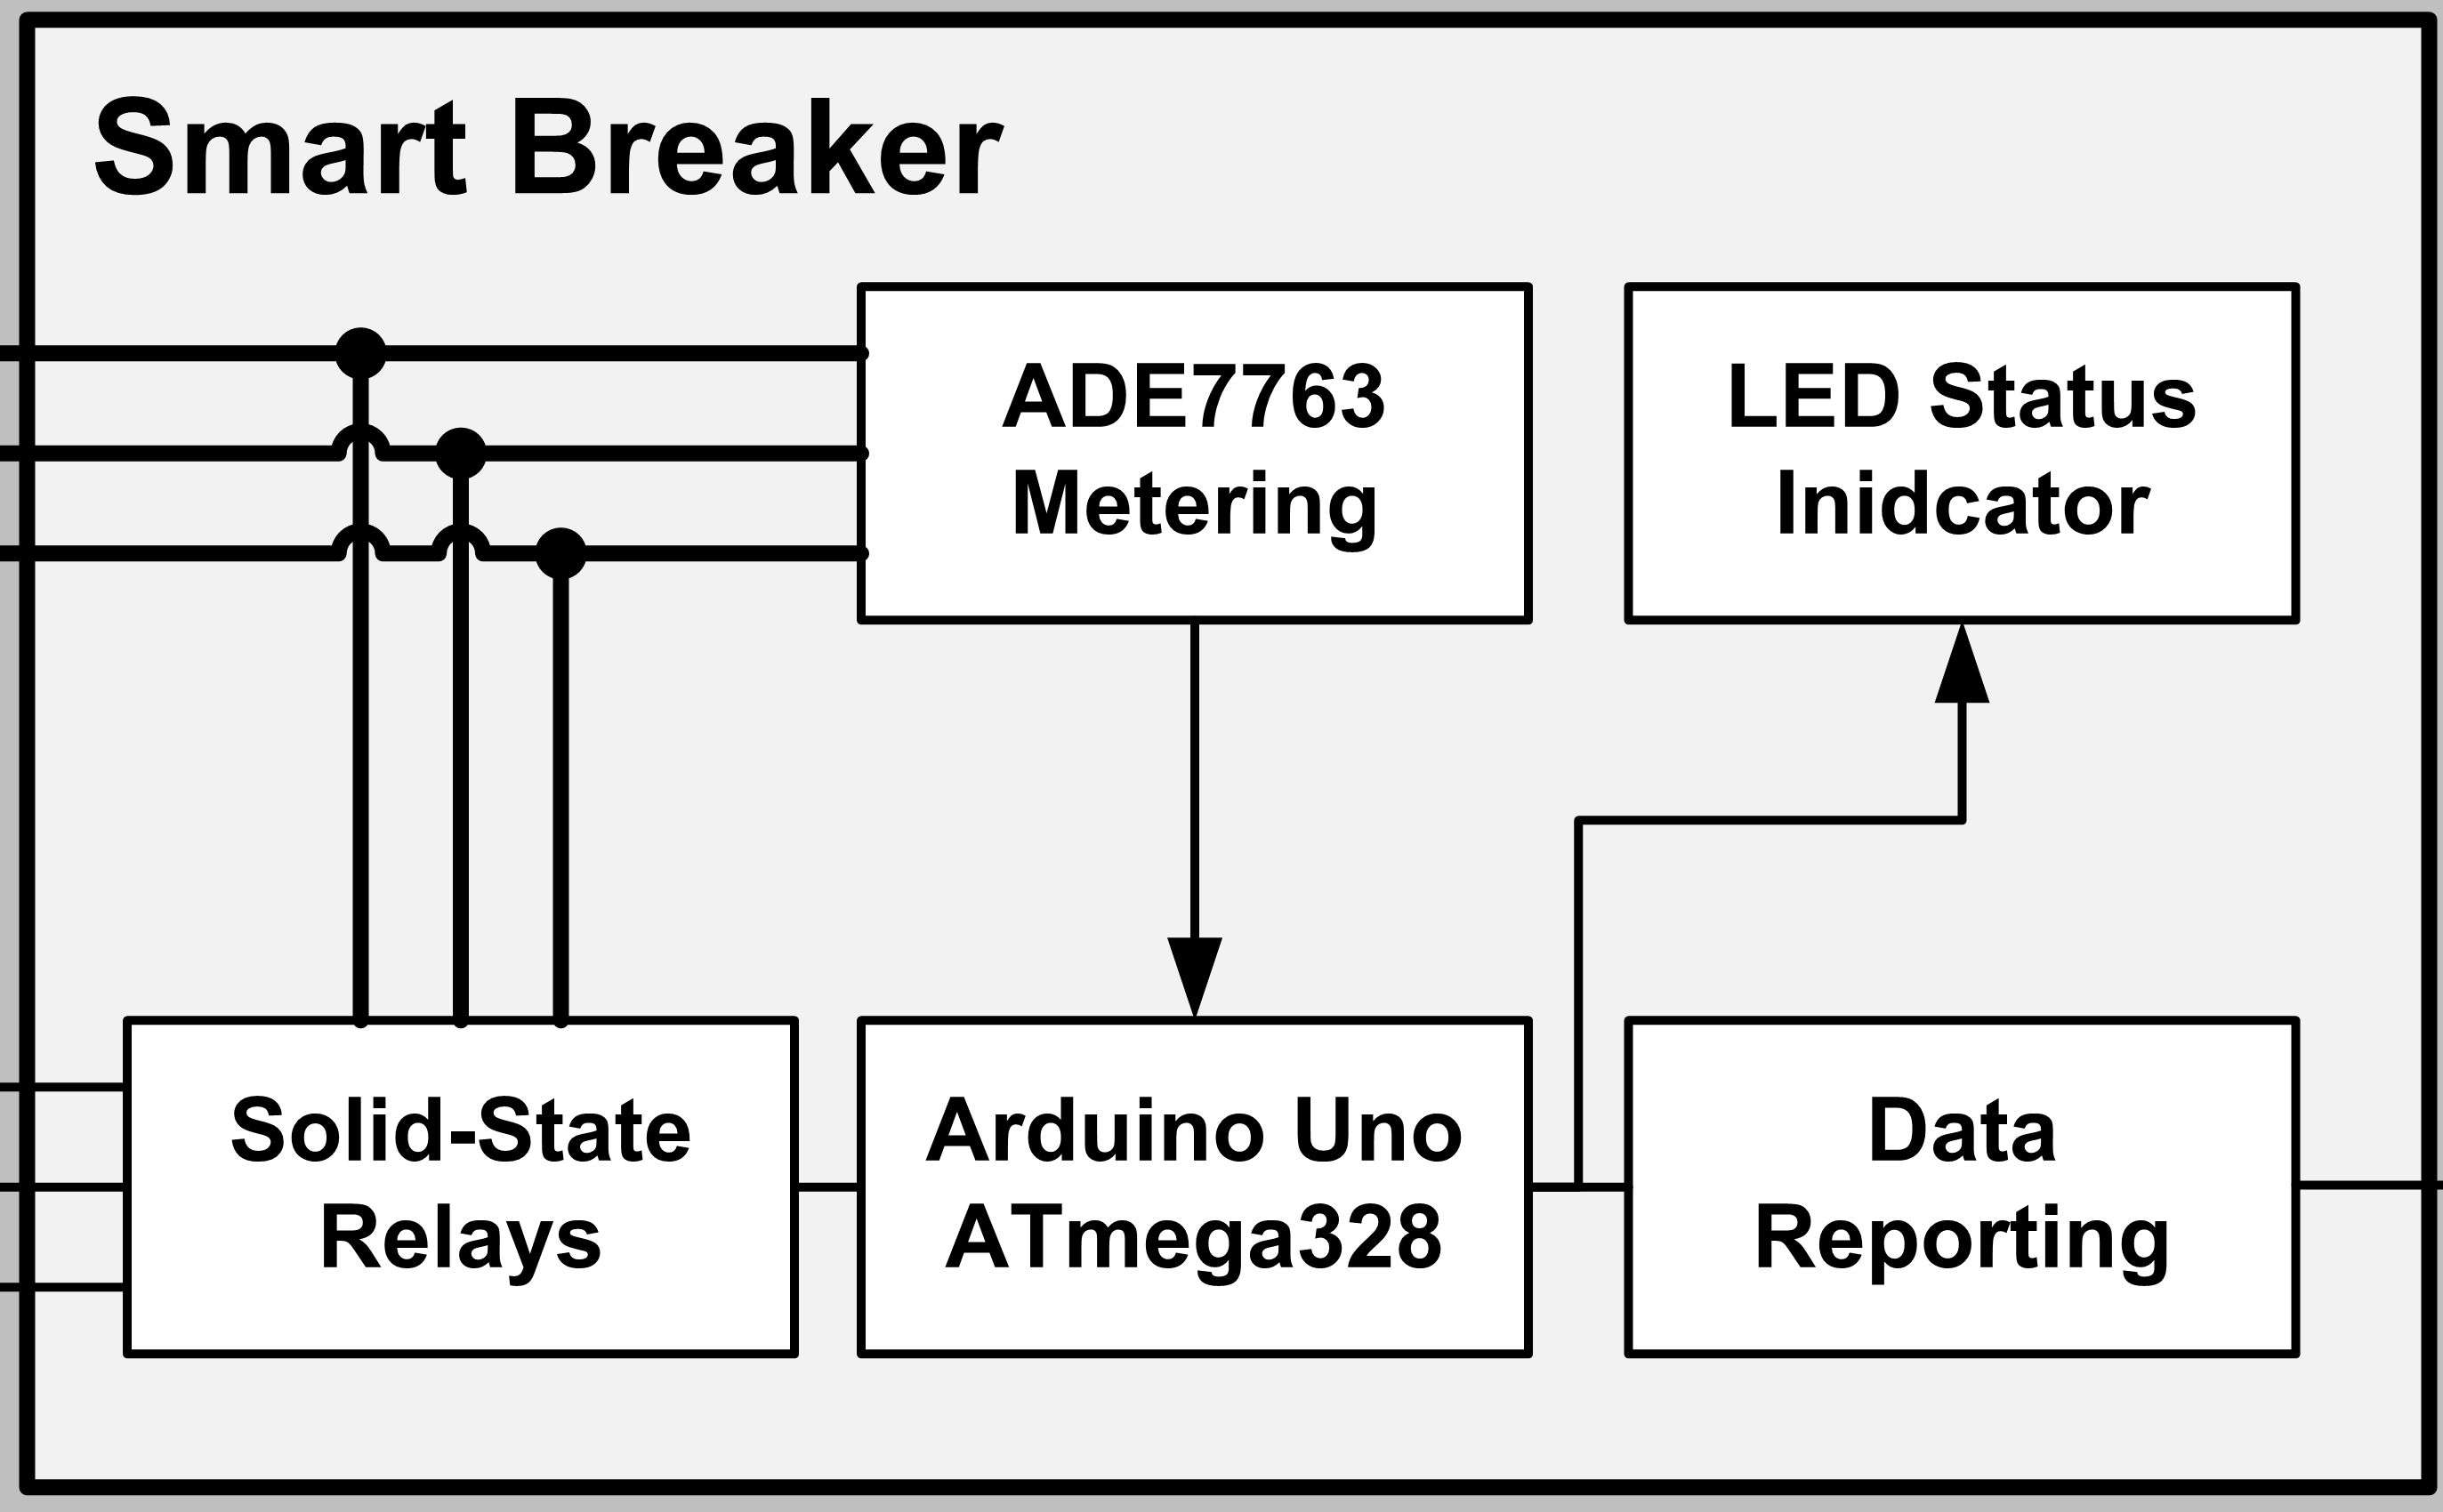 Smart Breaker
ADE7763
Metering
LED Status
Inidcator
Solid-State
Relays
Arduino Uno
ATmega328
Data
Reporting